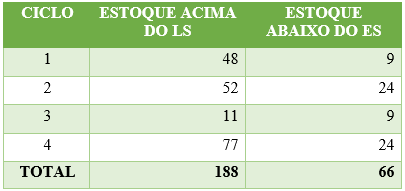 CICLO ESTOQUE ACIMA DO LS ESTOQUE ABAIXO DO ES
1 48 9
2 52 24
3 11 9
4 77 24
TOTAL 188 66